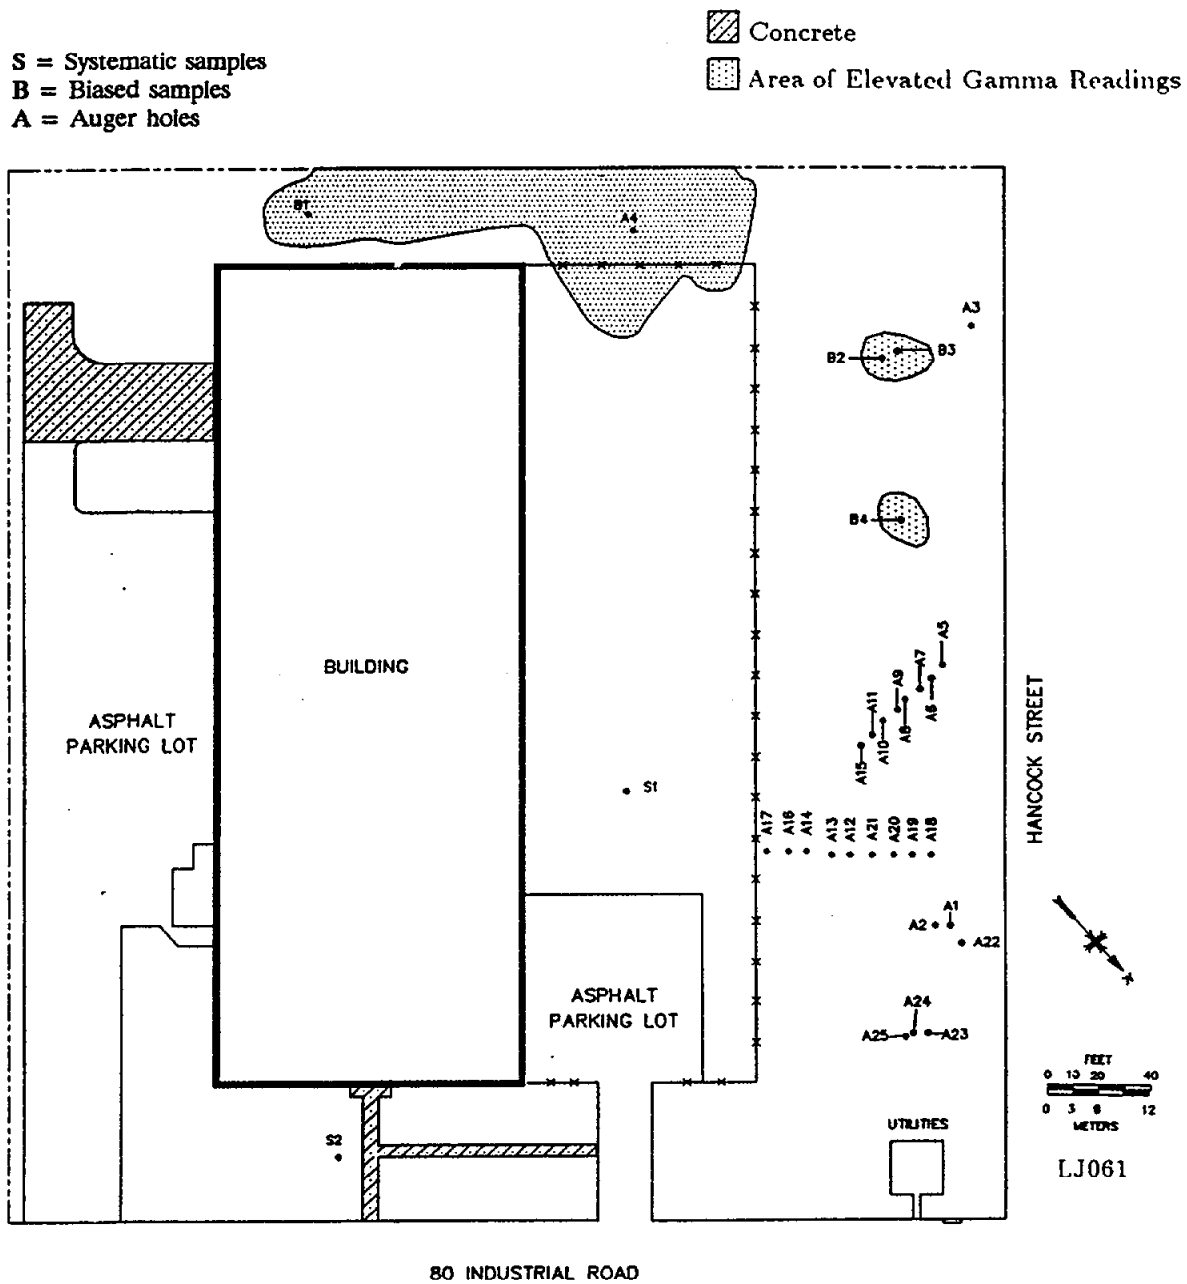 S = Systematic samples
B = Biased samples
A = Auger holes
Concrete
Area of Elevated Gamma Readings
B1
A4
A3
B2
B3
B4
A5
A7
A9
A6
A11
A8
A10
A15
BUILDING
ASPHALT
PARKING LOT
HANCOCK STREET
S1
A17
A16
A14
A13
A12
A21
A20
A19
A18
A1
A2
A22
ASPHALT
PARKING LOT
A24
A25
A23
FEET
0 10 20 40
0 3 6 12
METERS
UTILITIES
S2
LJ061
80 INDUSTRIAL ROAD